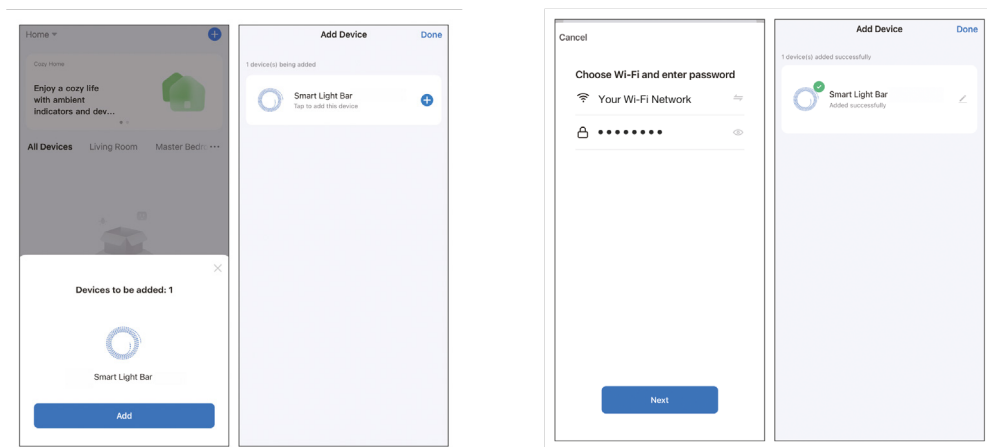 Home
Cozy Home
Enjoy a cozy life
with ambient
indicators and dev...
All Devices Living Room Master Bedr
Devices to be added: 1
Smart Light Bar
Add
Add Device Done
1 device(s) being added
Smart Light Bar
Tap to add this device
Cancel
Choose Wi-Fi and enter password
Your Wi-Fi Network
Next
Add Device Done
1 device(s) added successfully
Smart Light Bar
Added successfully